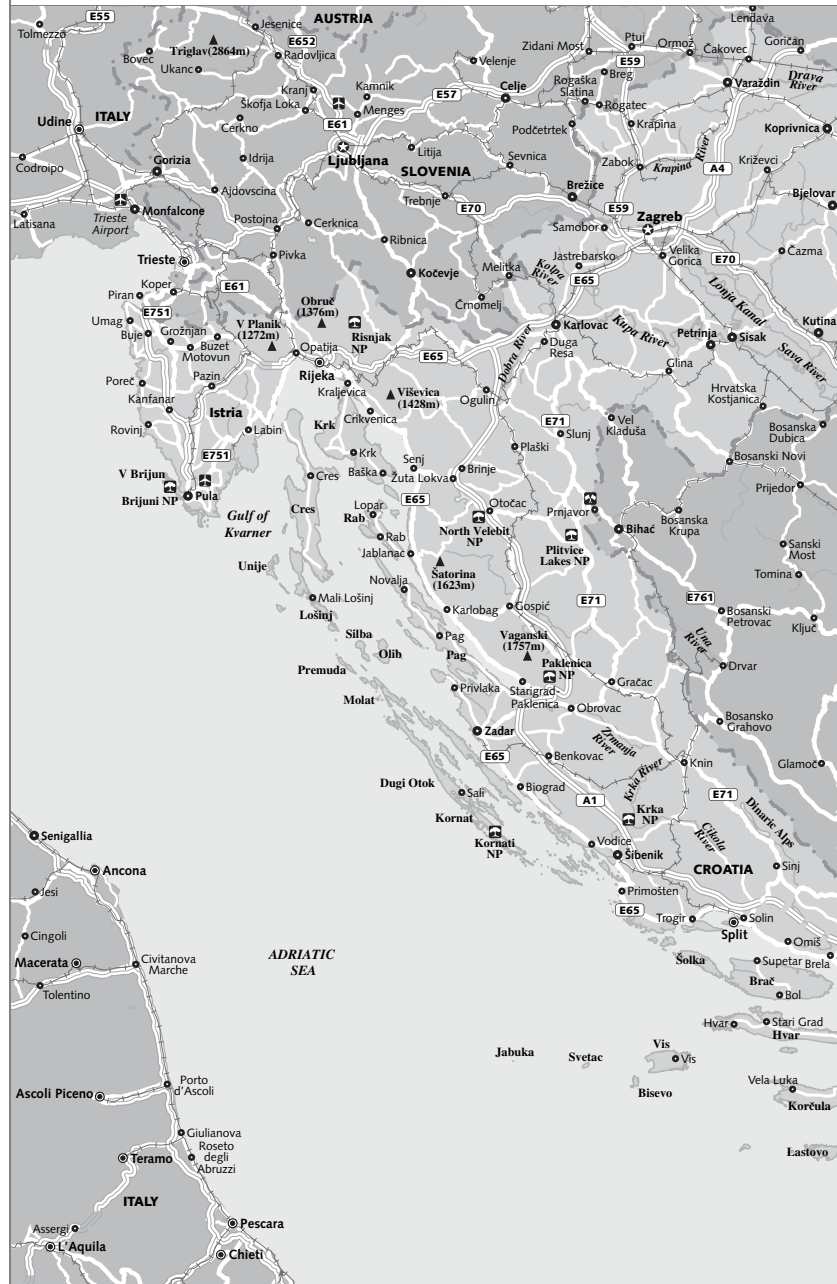 E55
AUSTRIA
Lendava
Tolmezzo
Jesenice
Triglav(2864m)
E652
Radovljica
Zidani Most
Ptuj
Ormož
Čakovec
Goričan
Bovec
Ukanc
Velenje
E59
Breg
Drava
River
Kranj
Kamnik
Celje
Rogaška
Slatina
Varaždin
ITALY
Škofja Loka
Menges
E57
Rogatec
Udine
Cerkno
E61
Podčetrtek
Krapina
Koprivnica
Ljubljana
Litija
Codroipo
Gorizia
Idrija
SLOVENIA
Sevnica
Zabok
Krapina River
Križevci
A4
Ajdovscina
Trebnje
Brežice
Bjelovar
Latisana
Trieste
Airport
Monfalcone
Postojna
Cerknica
E70
E59
Zagreb
Samobor
Ribnica
Trieste
Pivka
Kočevje
Melitka
Kolpa
River
Jastrebarsko
Velika
Gorica
E70
Čazma
Koper
E61
E65
Piran
Obruč
(1376m)
Črnomelj
Lonja Kanal
E751
Umag
Grožnjan
V Planik
(1272m)
Risnjak
NP
Karlovac
Kupa River
Kutina
Buje
Buzet
Motovun
Opatija
E65
Dobra River
Duga
Resa
Petrinja
Sisak
Sava River
Poreč
Pazin
Rijeka
Glina
Kraljevica
Višević​a
(1428m)
Ogulin
Hrvatska
Kostjanica
Kanfanar
Istria
Crikvenica
E71
Vel
Kladuša
Rovinj
Labin
Krk
Slunj
Bosanska
Dubica
Plaški
E751
Krk
Senj
Brinje
Bosanski Novi
V Brijun
Baška
Žuta Lokva
Prijedor
Brijuni NP
Pula
Cres
E65
Otočac
Lopar
Prnjavor
Gulf of
Kvarner
Cres
Rab
North Velebit
NP
Bihać
Bosanska
Krupa
Rab
Plitvice
Lakes NP
Sanski
Most
Jablanac
Unije
Šatorina
(1623m)
Tomina
Novalja
Mali Lošinj
Karlobag
Gospić
E71
E761
Lošinj
Bosanski
Petrovac
Ključ
Silba
Pag
Vaganski
(1757m)
Una
River
Olib
Pag
Paklenica
NP
Drvar
Premuda
Privlaka
Starigrad-
Paklenica
Gračac
Molat
Obrovac
Bosansko
Grahovo
Zadar
Zrmanja
River
E65
Benkovac
Knin
Glamoč
Dugi Otok
Sali
Biograd
A1
Krka River
E71
Kornat
Krka
NP
Dinaric Alps
Senigallia
Kornati
NP
Vodice
Cikola
River
Šibenik
Ancona
CROATIA
Sinj
Jesi
Primošten
E65
Trogir
Solin
Cingoli
Split
Omiš
ADRIATIC
SEA
Macerata
Civitanova
Marche
Šolka
Supetar
Brela
Tolentino
Brač
Bol
Hvar
Stari Grad
Hvar
Jabuka
Svetac
Vis
Vis
Ascoli Piceno
Porto
d'Ascoli
Bisevo
Vela Luka
Korčula
Giulianova
Teramo
Roseto
degli
Abruzzi
Łastovo
ITALY
Assergi
Pescara
L'Aquila
Chieti